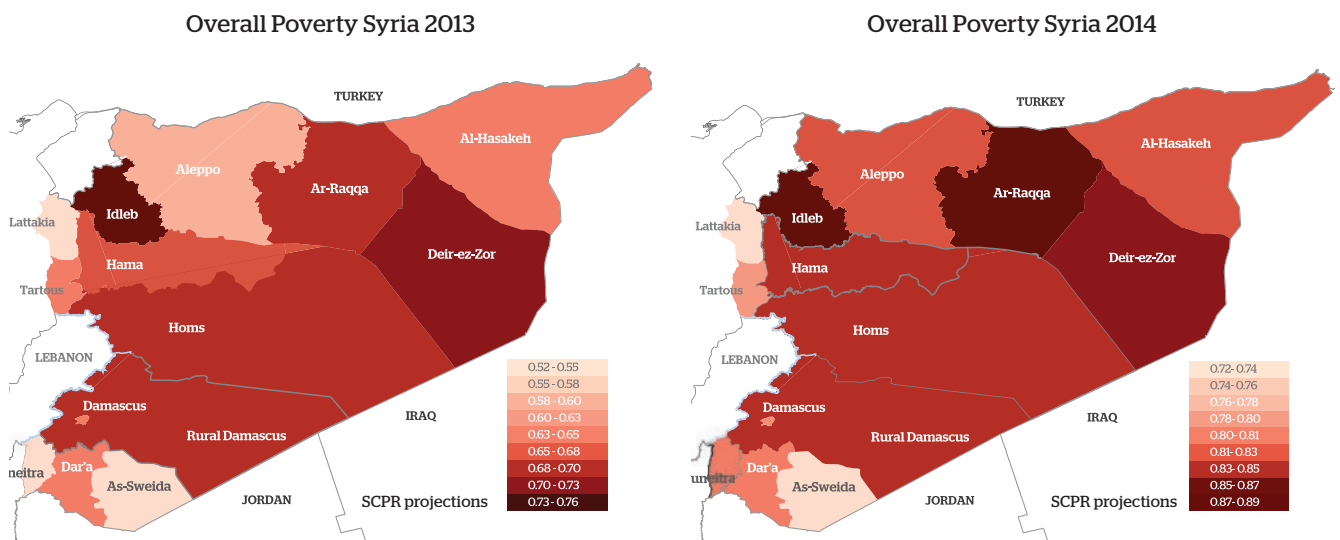 Overall Poverty Syria 2013
TURKEY
Al-Hasakeh
Aleppo
Ar-Raqqa
Idleb
Lattakia
Deir-ez-Zor
Hama
Tartous
Homs
LEBANON
Damascus
IRAQ
Rural Damascus
neitra
Dar'a
As-Sweida
JORDAN
SCPR projections
0.52 - 0.55
0.55 - 0.58
0.58 - 0.60
0.60 - 0.63
0.63 - 0.65
0.65 - 0.68
0.68 - 0.70
0.70 - 0.73
0.73 - 0.76
Overall Poverty Syria 2014
TURKEY
Al-Hasakeh
Aleppo
Ar-Raqqa
Idleb
Lattakia
Deir-ez-Zor
Hama
Tartous
Homs
LEBANON
Damascus
IRAQ
Rural Damascus
uneitra
Dar'a
As-Sweida
JORDAN
SCPR projections
0.72 - 0.74
0.74 - 0.76
0.76 - 0.78
0.78 - 0.80
0.80 - 0.81
0.81 - 0.83
0.83 - 0.85
0.85 - 0.87
0.87 - 0.89